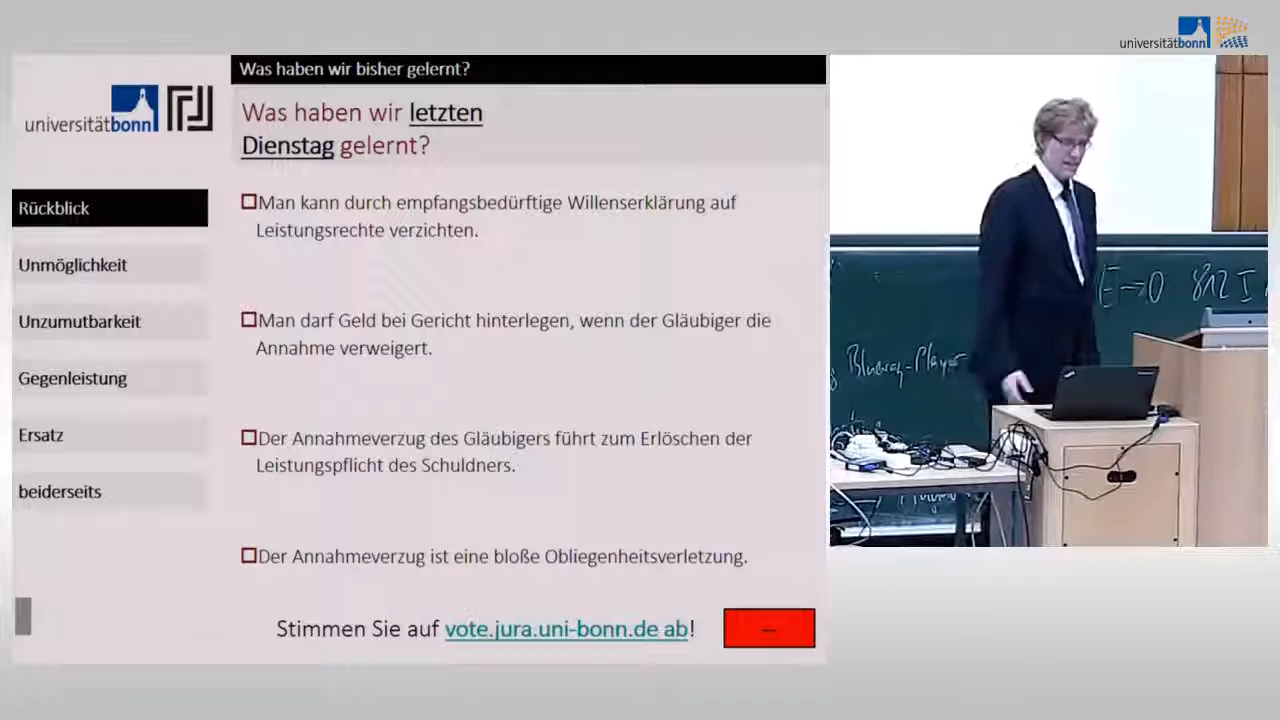 universitätbonn
Was haben wir bisher gelernt?
universitätbonn
Was haben wir letzten
Dienstag gelernt?
Rückblick
Unmöglichkeit
Unzumutbarkeit
Gegenleistung
Ersatz
beiderseits
Man kann durch empfangsbedürftige Willenserklärung auf
Leistungsrechte verzichten.
Man darf Geld bei Gericht hinterlegen, wenn der Gläubiger die
Annahme verweigert.
Der Annahmeverzug des Gläubigers führt zum Erlöschen der
Leistungspflicht des Schuldners.
Der Annahmeverzug ist eine bloße Obliegenheitsverletzung.
Stimmen Sie auf vote.jura.uni-bonn.de ab!
E→O 812 I
Blueray-Player